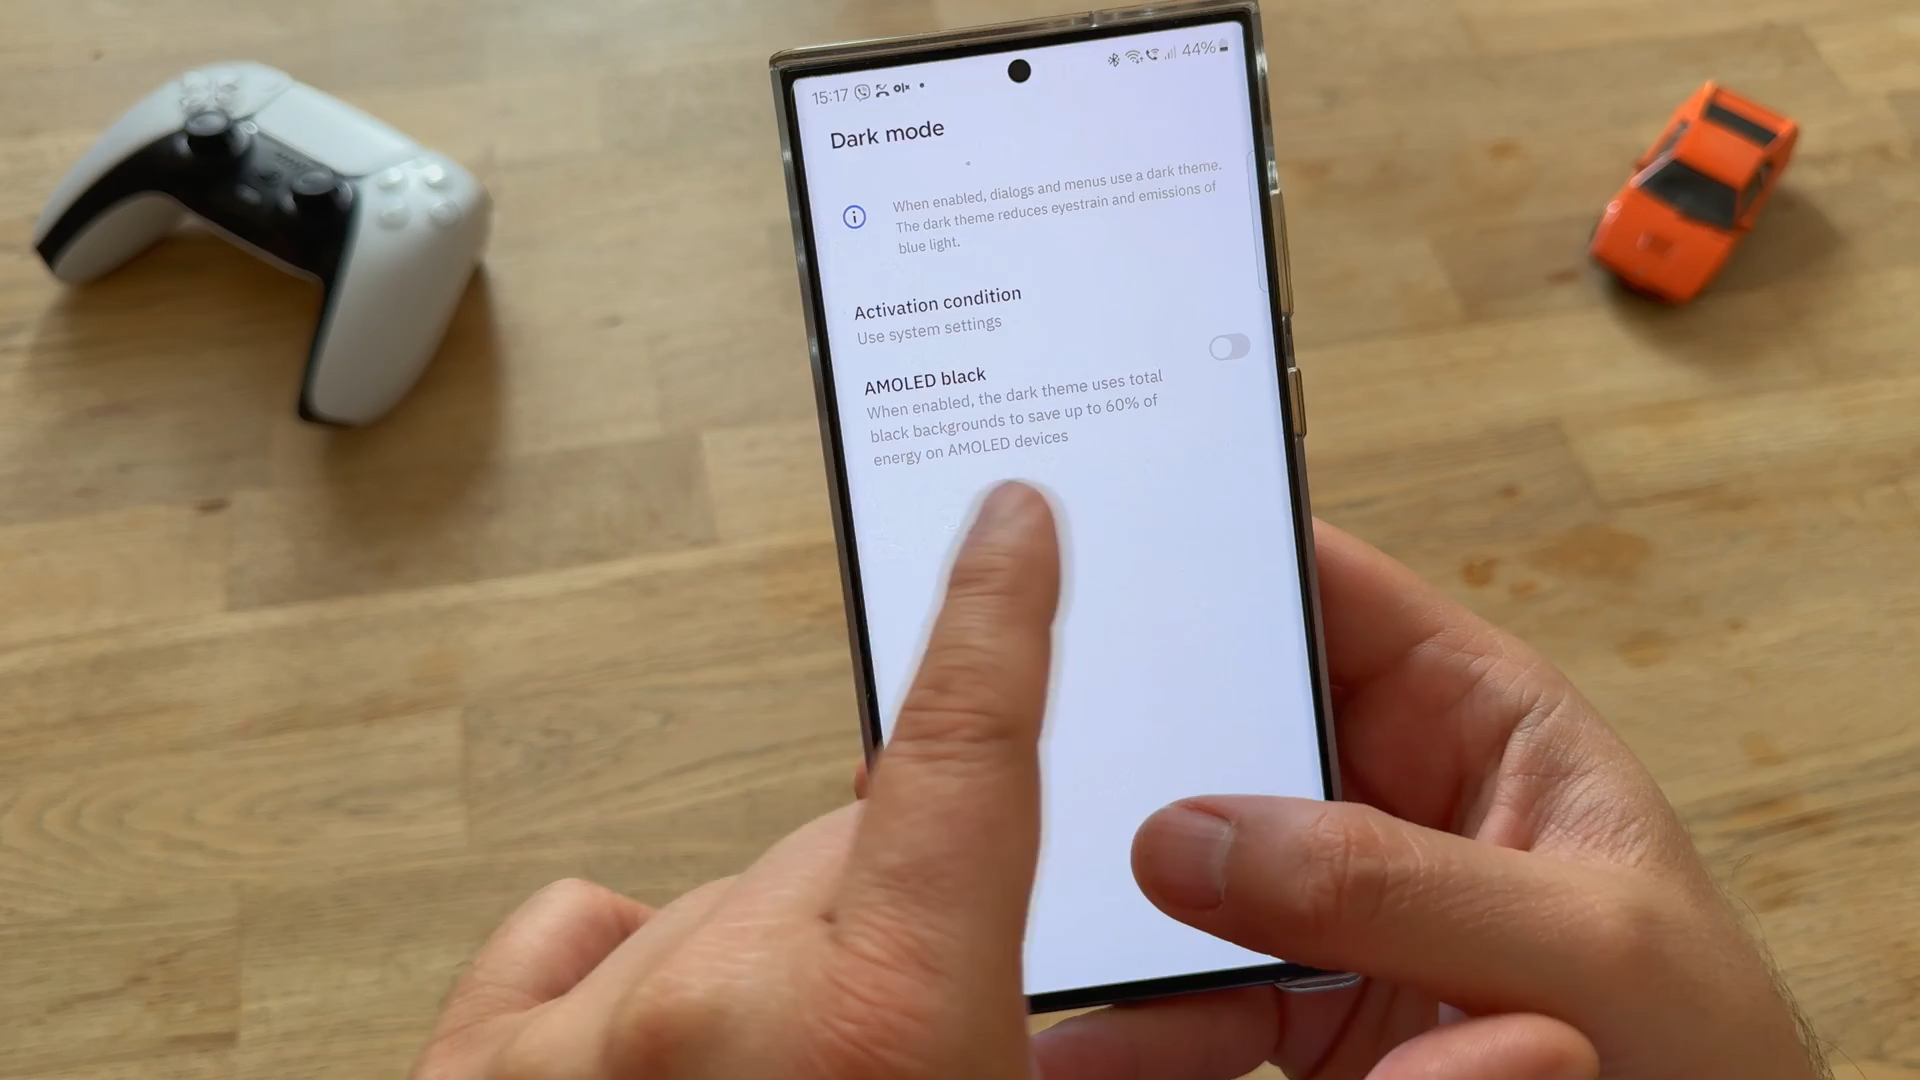 15:17
44%
Dark mode
When enabled, dialogs and menus use a dark theme.
The dark theme reduces eyestrain and emissions of
blue light.
Activation condition
Use system settings
AMOLED black
When enabled, the dark theme uses total
black backgrounds to save up to 60% of
energy on AMOLED devices